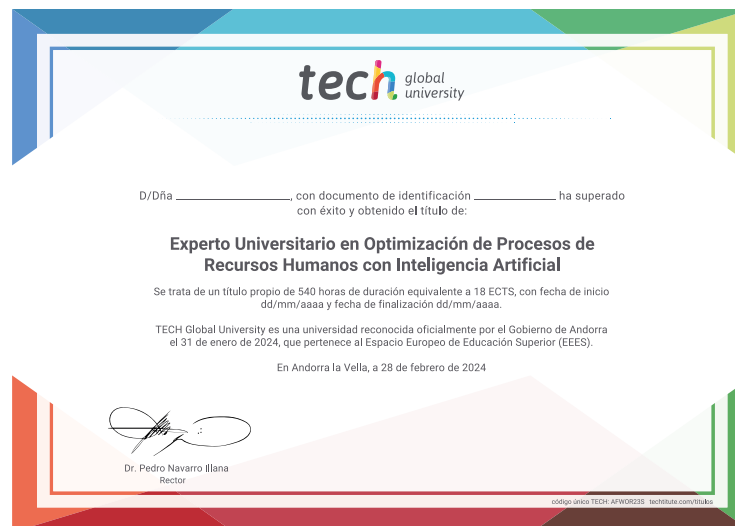 tech global university
D/Dña ____________________, con documento de identificación ______________ ha superado
con éxito y obtenido el título de:
Experto Universitario en Optimización de Procesos de
Recursos Humanos con Inteligencia Artificial
Se trata de un título propio de 540 horas de duración equivalente a 18 ECTS, con fecha de inicio
dd/mm/aaaa y fecha de finalización dd/mm/aaaa.
TECH Global University es una universidad reconocida oficialmente por el Gobierno de Andorra
el 31 de enero de 2024, que pertenece al Espacio Europeo de Educación Superior (EEES).
En Andorra la Vella, a 28 de febrero de 2024
Dr. Pedro Navarro Illana
Rector
código único TECH: AFWOR23S techtitute.com/titulos